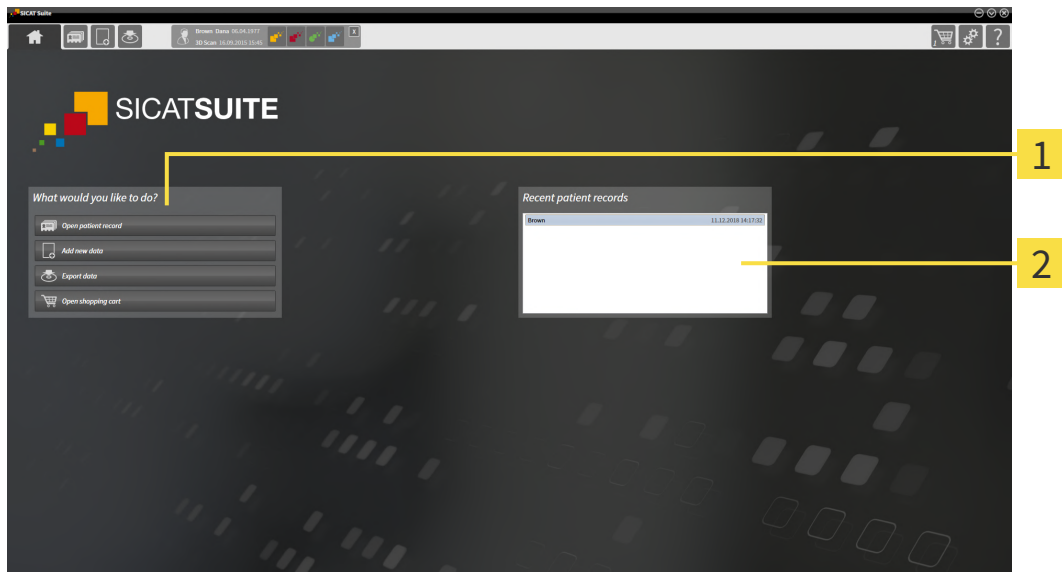 SICAT Suite
Brown Dana 06.04.1977
3D Scan 16.09.2015 15:45
X
1
?
SICATSUITE
1
What would you like to do?
Recent patient records
Open patient record
Brown 11.12.2018 14:17:32
Add new data
2
Export data
Open shopping cart